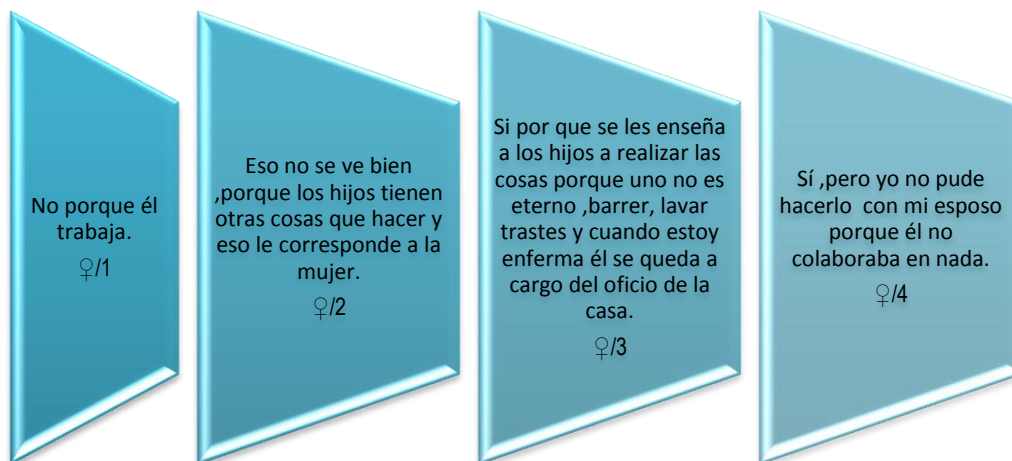 No porque él
trabaja.
♀/1
Eso no se ve bien
,porque los hijos tienen
otras cosas que hacer y
eso le corresponde a la
mujer.
♀/2
Si por que se les enseña
a los hijos a realizar las
cosas porque uno no es
eterno ,barrer, lavar
trastes y cuando estoy
enferma él se queda a
cargo del oficio de la
casa.
♀/3
Sí ,pero yo no pude
hacerlo  con mi esposo
porque él no
colaboraba en nada.
♀/4